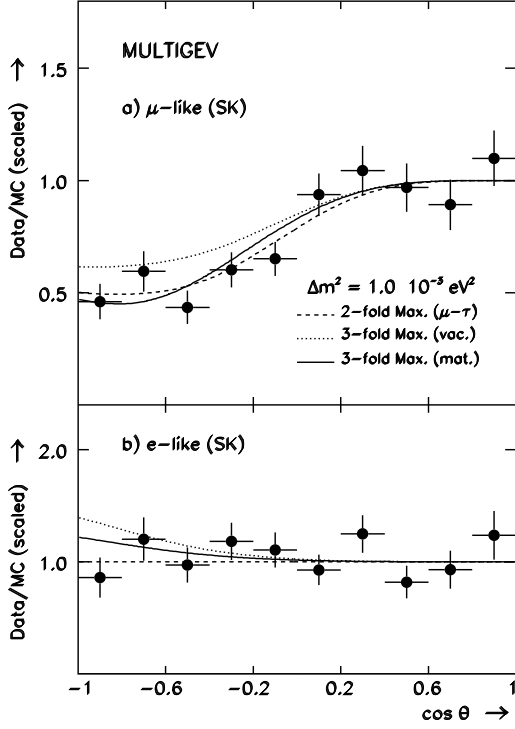 MULTIGEV
1.5
a) μ-like (SK)
Data/MC (scaled) →
1.0
0.5
Δm² = 1.0 10⁻³ eV²
2-fold Max. (μ-τ)
3-fold Max. (vac.)
3-fold Max. (mat.)
b) e-like (SK)
2.0
Data/MC (scaled) →
1.0
-1 -0.6 -0.2 0.2 0.6 1
cos θ →